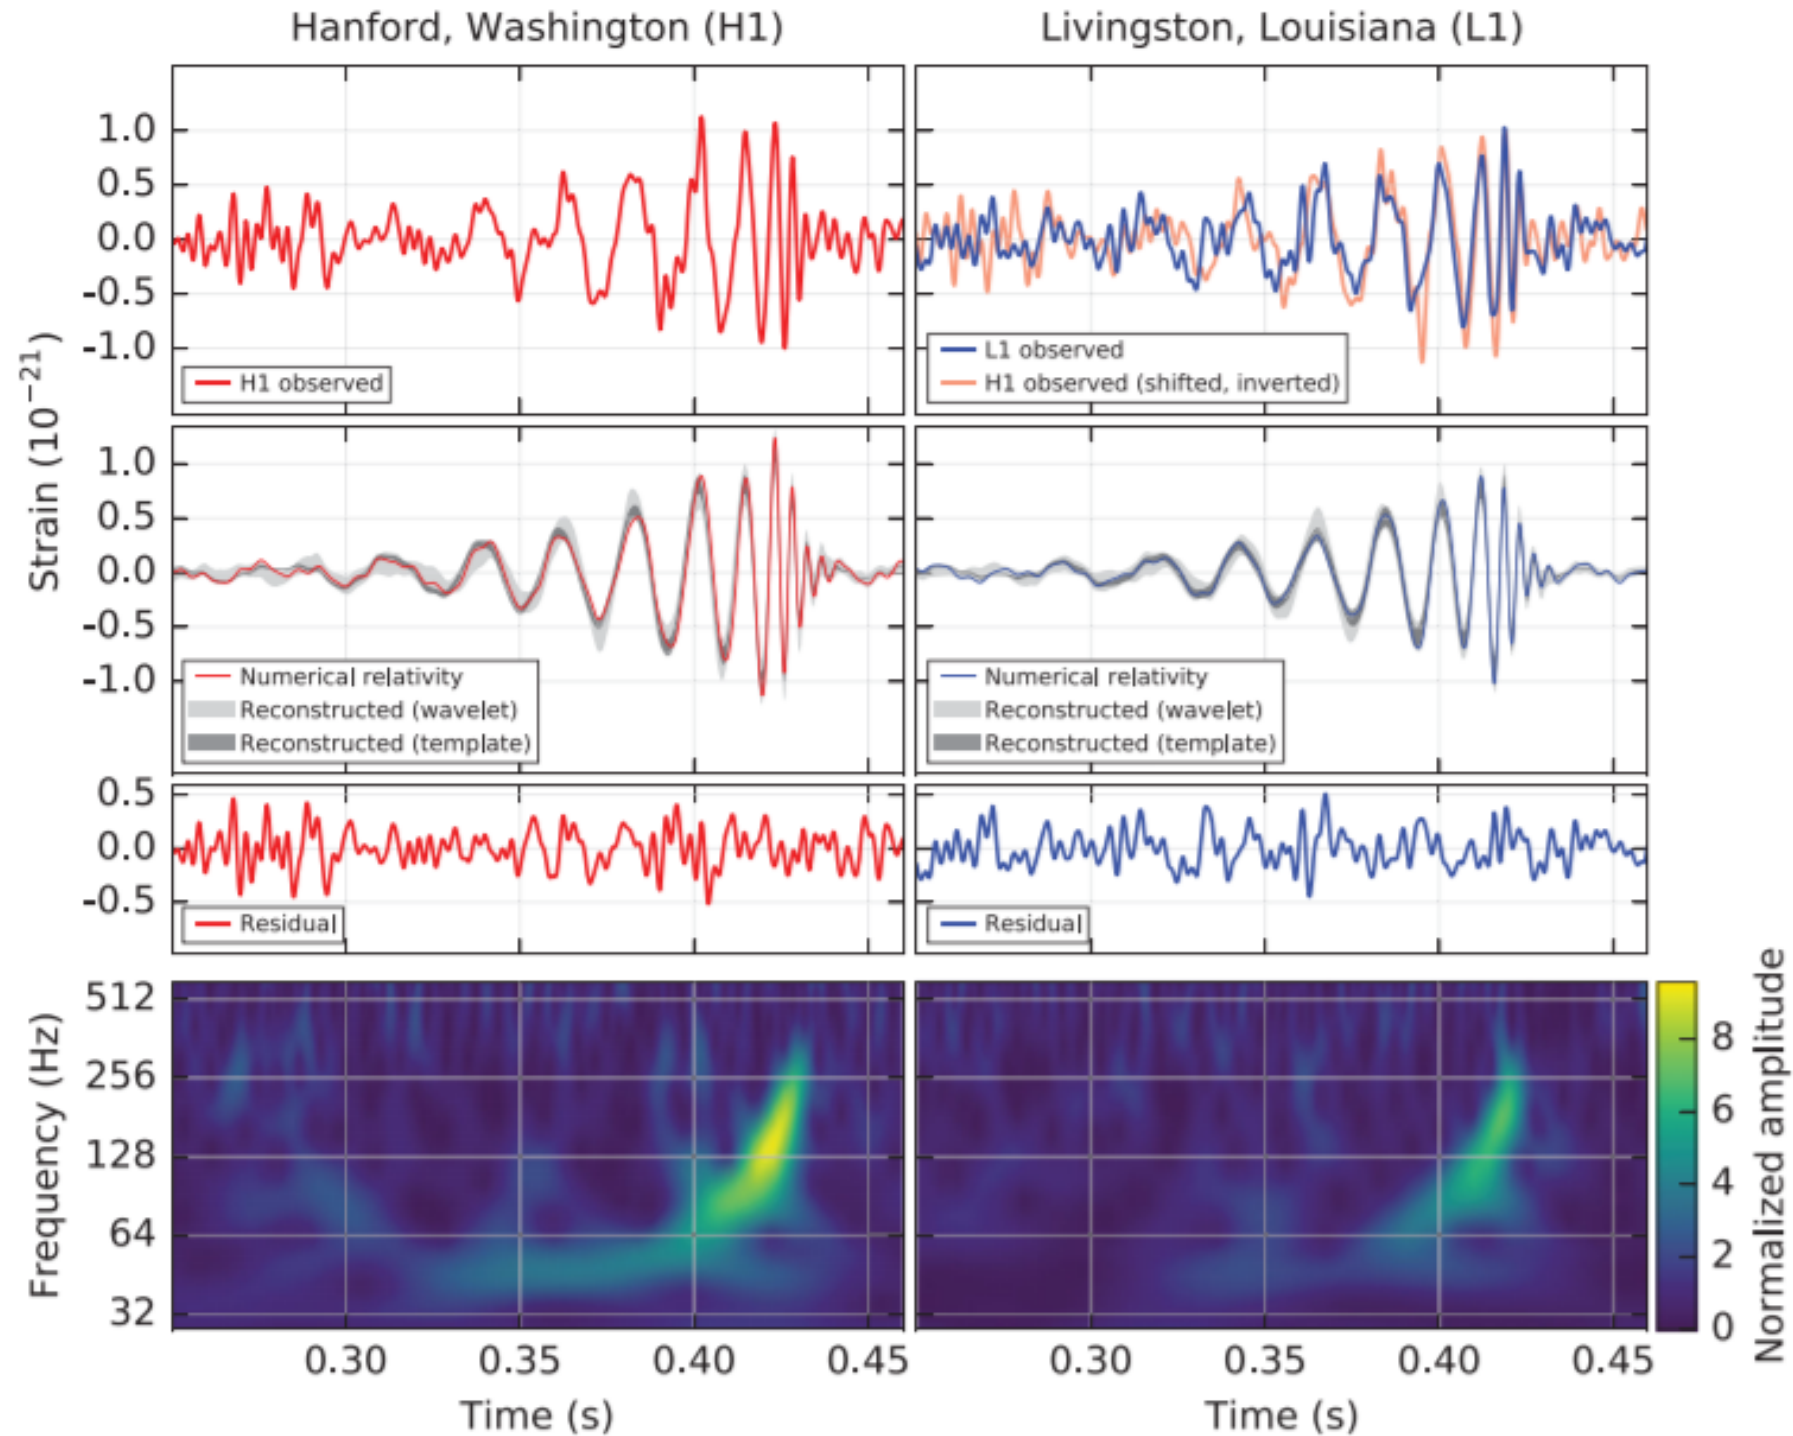 Hanford, Washington (H1)
Livingston, Louisiana (L1)
Strain (10⁻²¹)
1.0
0.5
0.0
-0.5
-1.0
H1 observed
L1 observed
H1 observed (shifted, inverted)
1.0
0.5
0.0
-0.5
-1.0
Numerical relativity
Reconstructed (wavelet)
Reconstructed (template)
Numerical relativity
Reconstructed (wavelet)
Reconstructed (template)
0.5
0.0
-0.5
Residual
Residual
Frequency (Hz)
512
256
128
64
32
Normalized amplitude
8
6
4
2
0
0.30 0.35 0.40 0.45
0.30 0.35 0.40 0.45
Time (s)
Time (s)